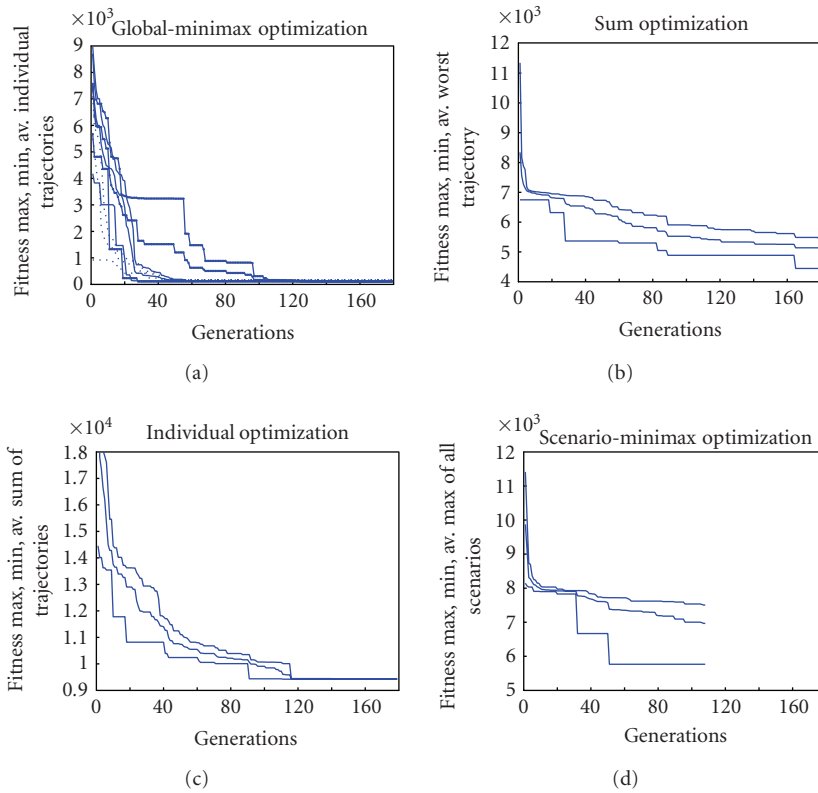 ×10³
Global-minimax optimization
Fitness max, min, av. individual
trajectories
9
8
7
6
5
4
3
2
1
0
0 40 80 120 160
Generations
(a)
×10³
Sum optimization
Fitness max, min, av. worst
trajectory
12
11
10
9
8
7
6
5
4
0 40 80 120 160
Generations
(b)
×10⁴
Individual optimization
Fitness max, min, av. sum of
trajectories
1.8
1.7
1.6
1.5
1.4
1.3
1.2
1.1
1
0.9
0 40 80 120 160
Generations
(c)
×10³
Scenario-minimax optimization
Fitness max, min, av. max of all
scenarios
12
11
10
9
8
7
6
5
0 40 80 120 160
Generations
(d)